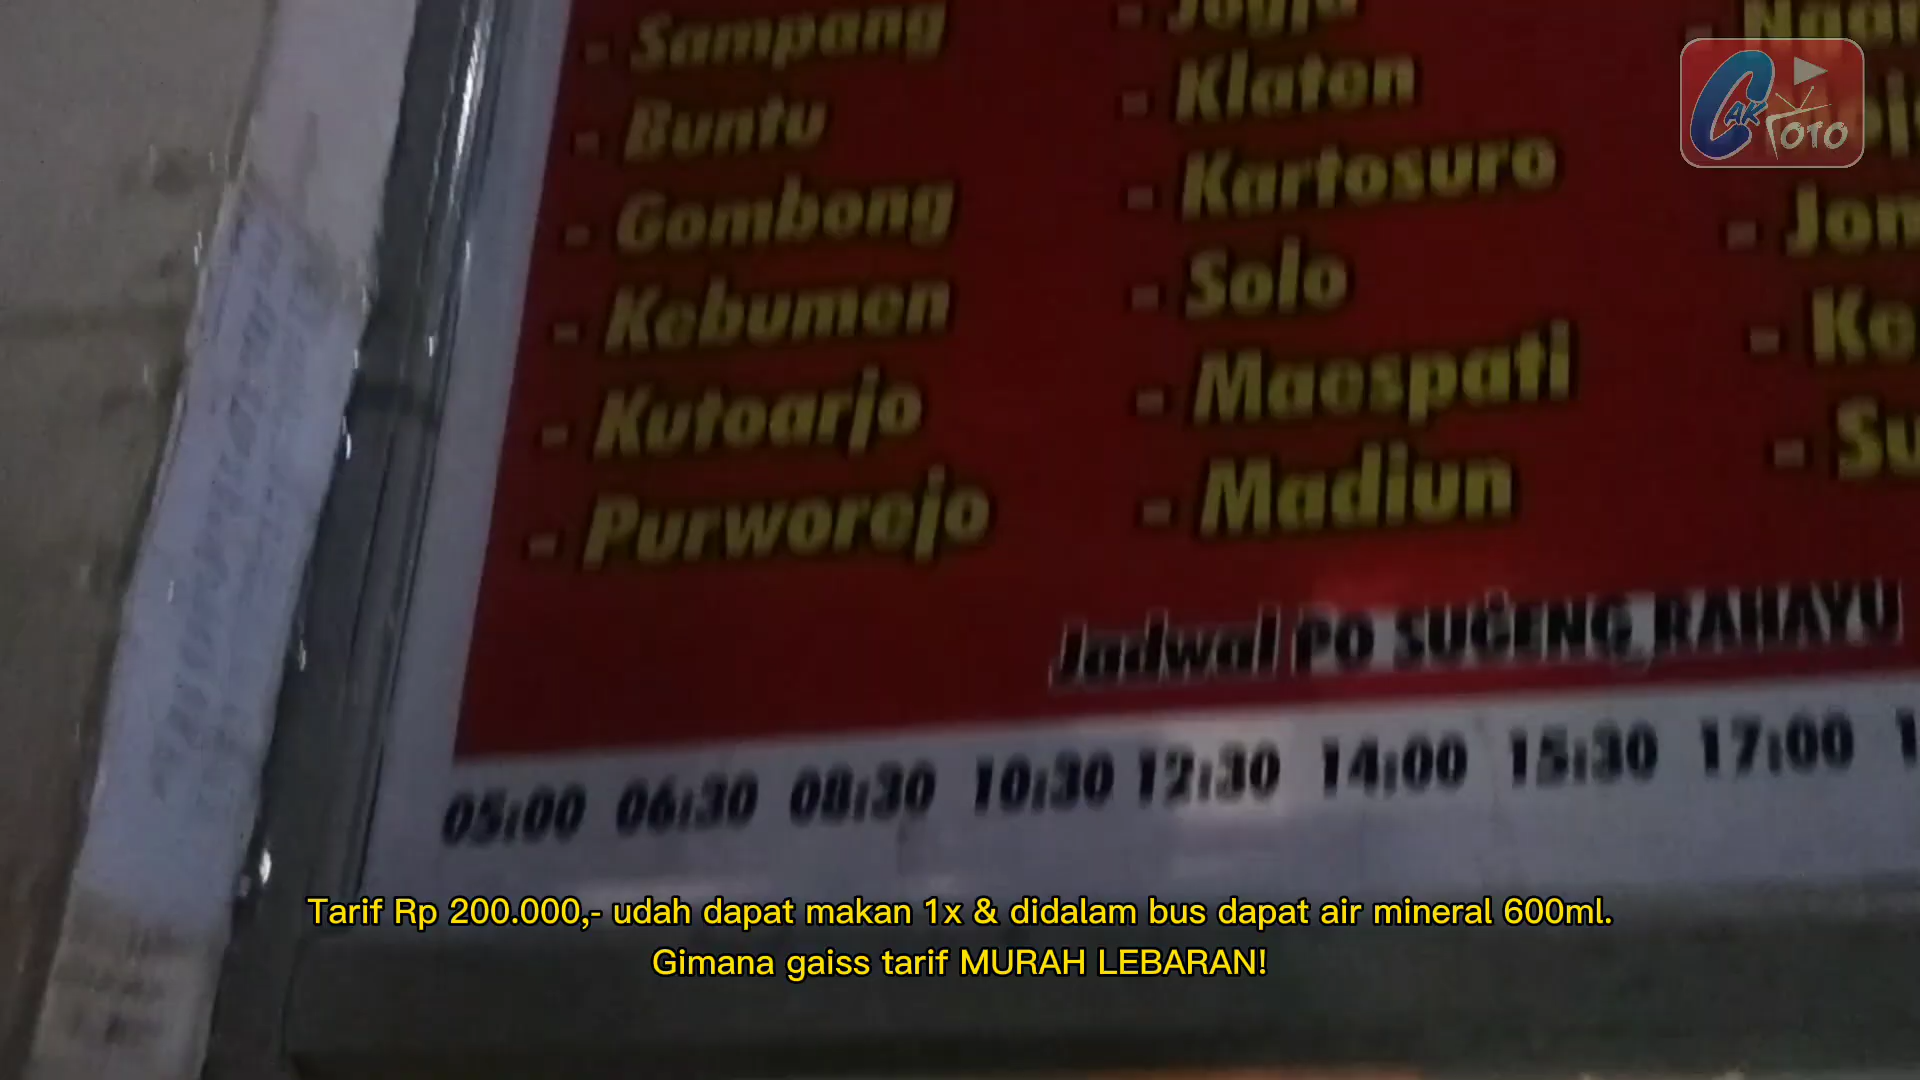 - Sampang
- Buntu
- Gombong
- Kebumen
- Kutoarjo
- Purworejo
- Klaten
- Kartosuro
- Solo
- Maespati
- Madiun
Jadwal PO SUGENG RAHAYU
05:00 06:30 08:30 10:30 12:30 14:00 15:30 17:00
CAK TOTO
Tarif Rp 200.000,- udah dapat makan 1x & didalam bus dapat air mineral 600ml.
Gimana gaiss tarif MURAH LEBARAN!